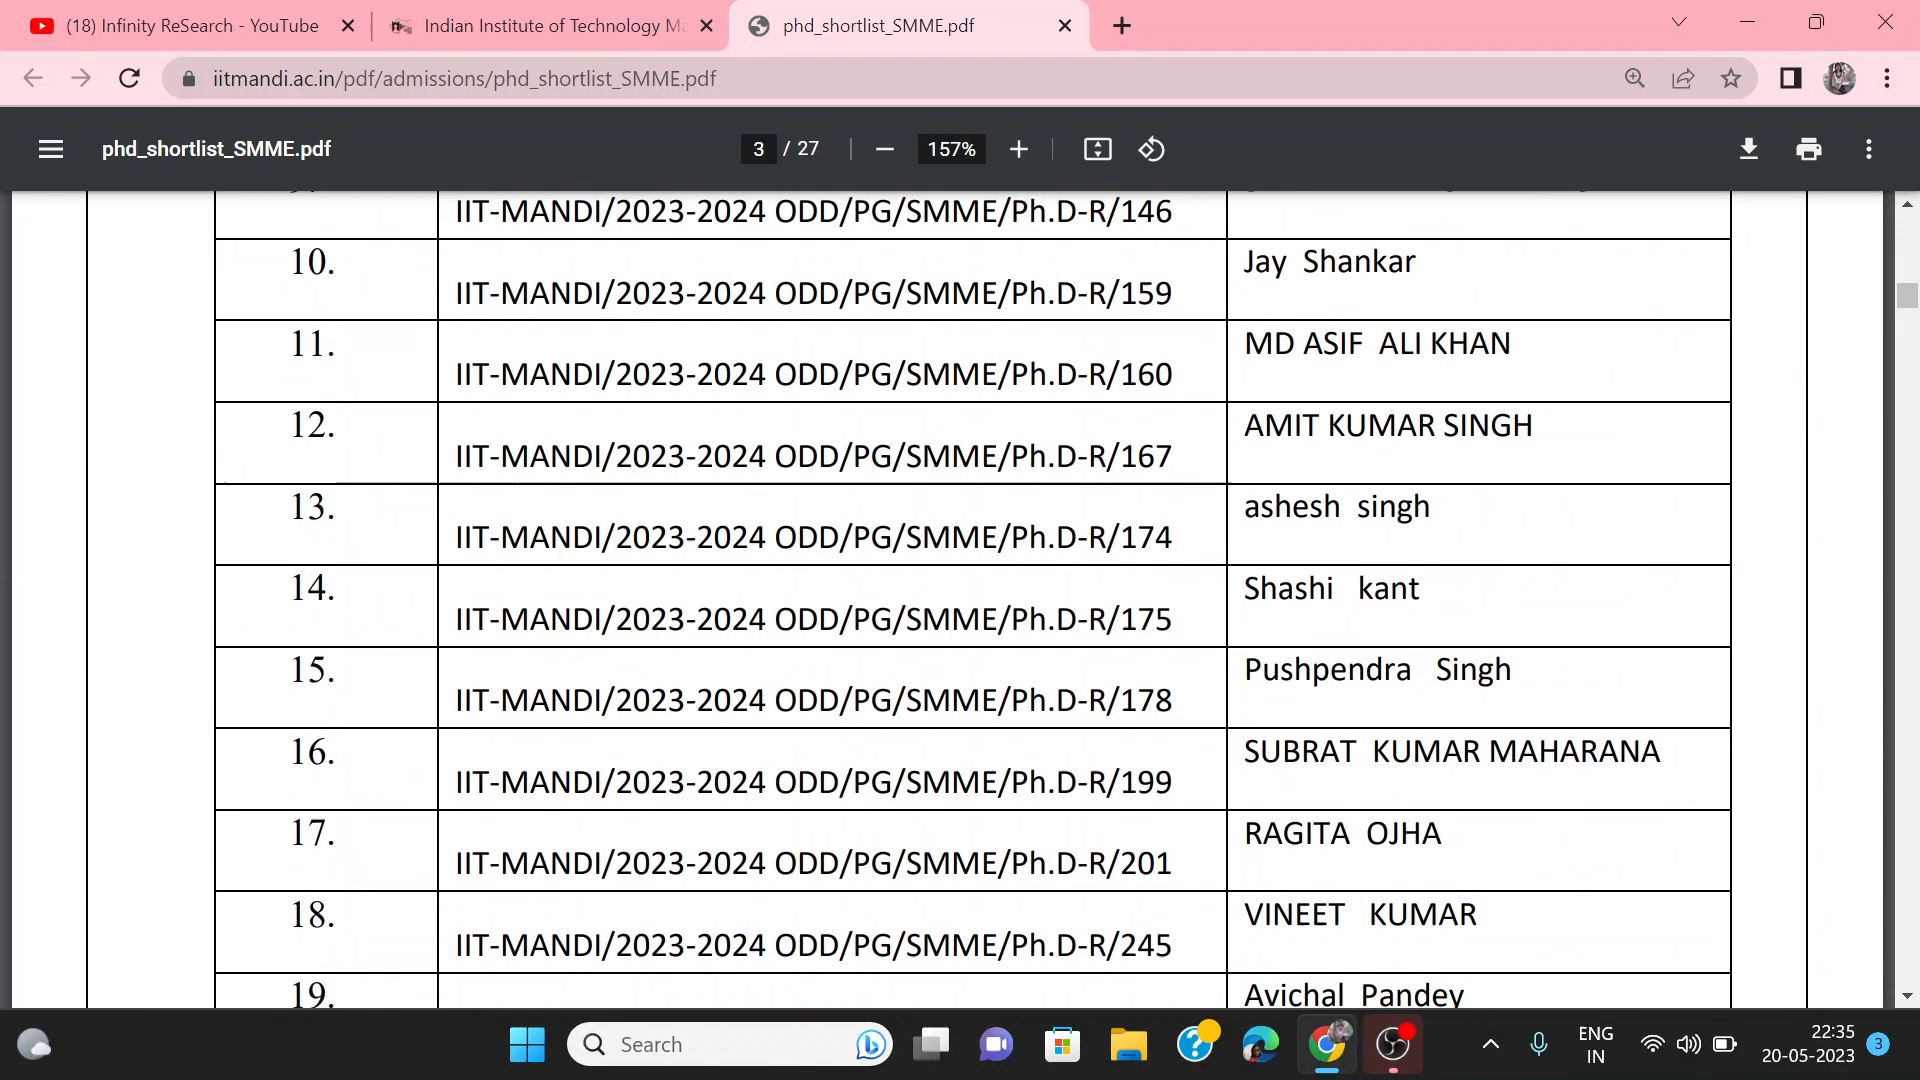 (18) Infinity ReSearch - YouTube
Indian Institute of Technology Ma
phd_shortlist_SMME.pdf
iitmandi.ac.in/pdf/admissions/phd_shortlist_SMME.pdf
phd_shortlist_SMME.pdf
3 / 27
157%
IIT-MANDI/2023-2024 ODD/PG/SMME/Ph.D-R/146
10.
IIT-MANDI/2023-2024 ODD/PG/SMME/Ph.D-R/159
Jay Shankar
11.
IIT-MANDI/2023-2024 ODD/PG/SMME/Ph.D-R/160
MD ASIF ALI KHAN
12.
IIT-MANDI/2023-2024 ODD/PG/SMME/Ph.D-R/167
AMIT KUMAR SINGH
13.
IIT-MANDI/2023-2024 ODD/PG/SMME/Ph.D-R/174
ashesh singh
14.
IIT-MANDI/2023-2024 ODD/PG/SMME/Ph.D-R/175
Shashi kant
15.
IIT-MANDI/2023-2024 ODD/PG/SMME/Ph.D-R/178
Pushpendra Singh
16.
IIT-MANDI/2023-2024 ODD/PG/SMME/Ph.D-R/199
SUBRAT KUMAR MAHARANA
17.
IIT-MANDI/2023-2024 ODD/PG/SMME/Ph.D-R/201
RAGITA OJHA
18.
IIT-MANDI/2023-2024 ODD/PG/SMME/Ph.D-R/245
VINEET KUMAR
19.
Avichal Pandey
Search
ENG
IN
22:35
20-05-2023
3